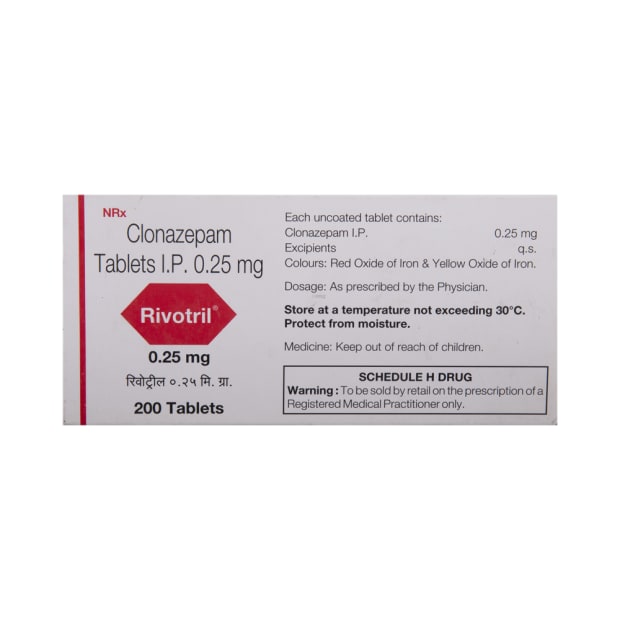 NRx
Clonazepam
Tablets I.P. 0.25 mg
Rivotril®
0.25 mg
रिवोट्रील ०.२५ मि. ग्रा.
200 Tablets
Each uncoated tablet contains:
Clonazepam I.P. 0.25 mg
Excipients q.s.
Colours: Red Oxide of Iron & Yellow Oxide of Iron.
Dosage: As prescribed by the Physician.
Store at a temperature not exceeding 30°C.
Protect from moisture.
Medicine: Keep out of reach of children.
SCHEDULE H DRUG
Warning : To be sold by retail on the prescription of a
Registered Medical Practitioner only.